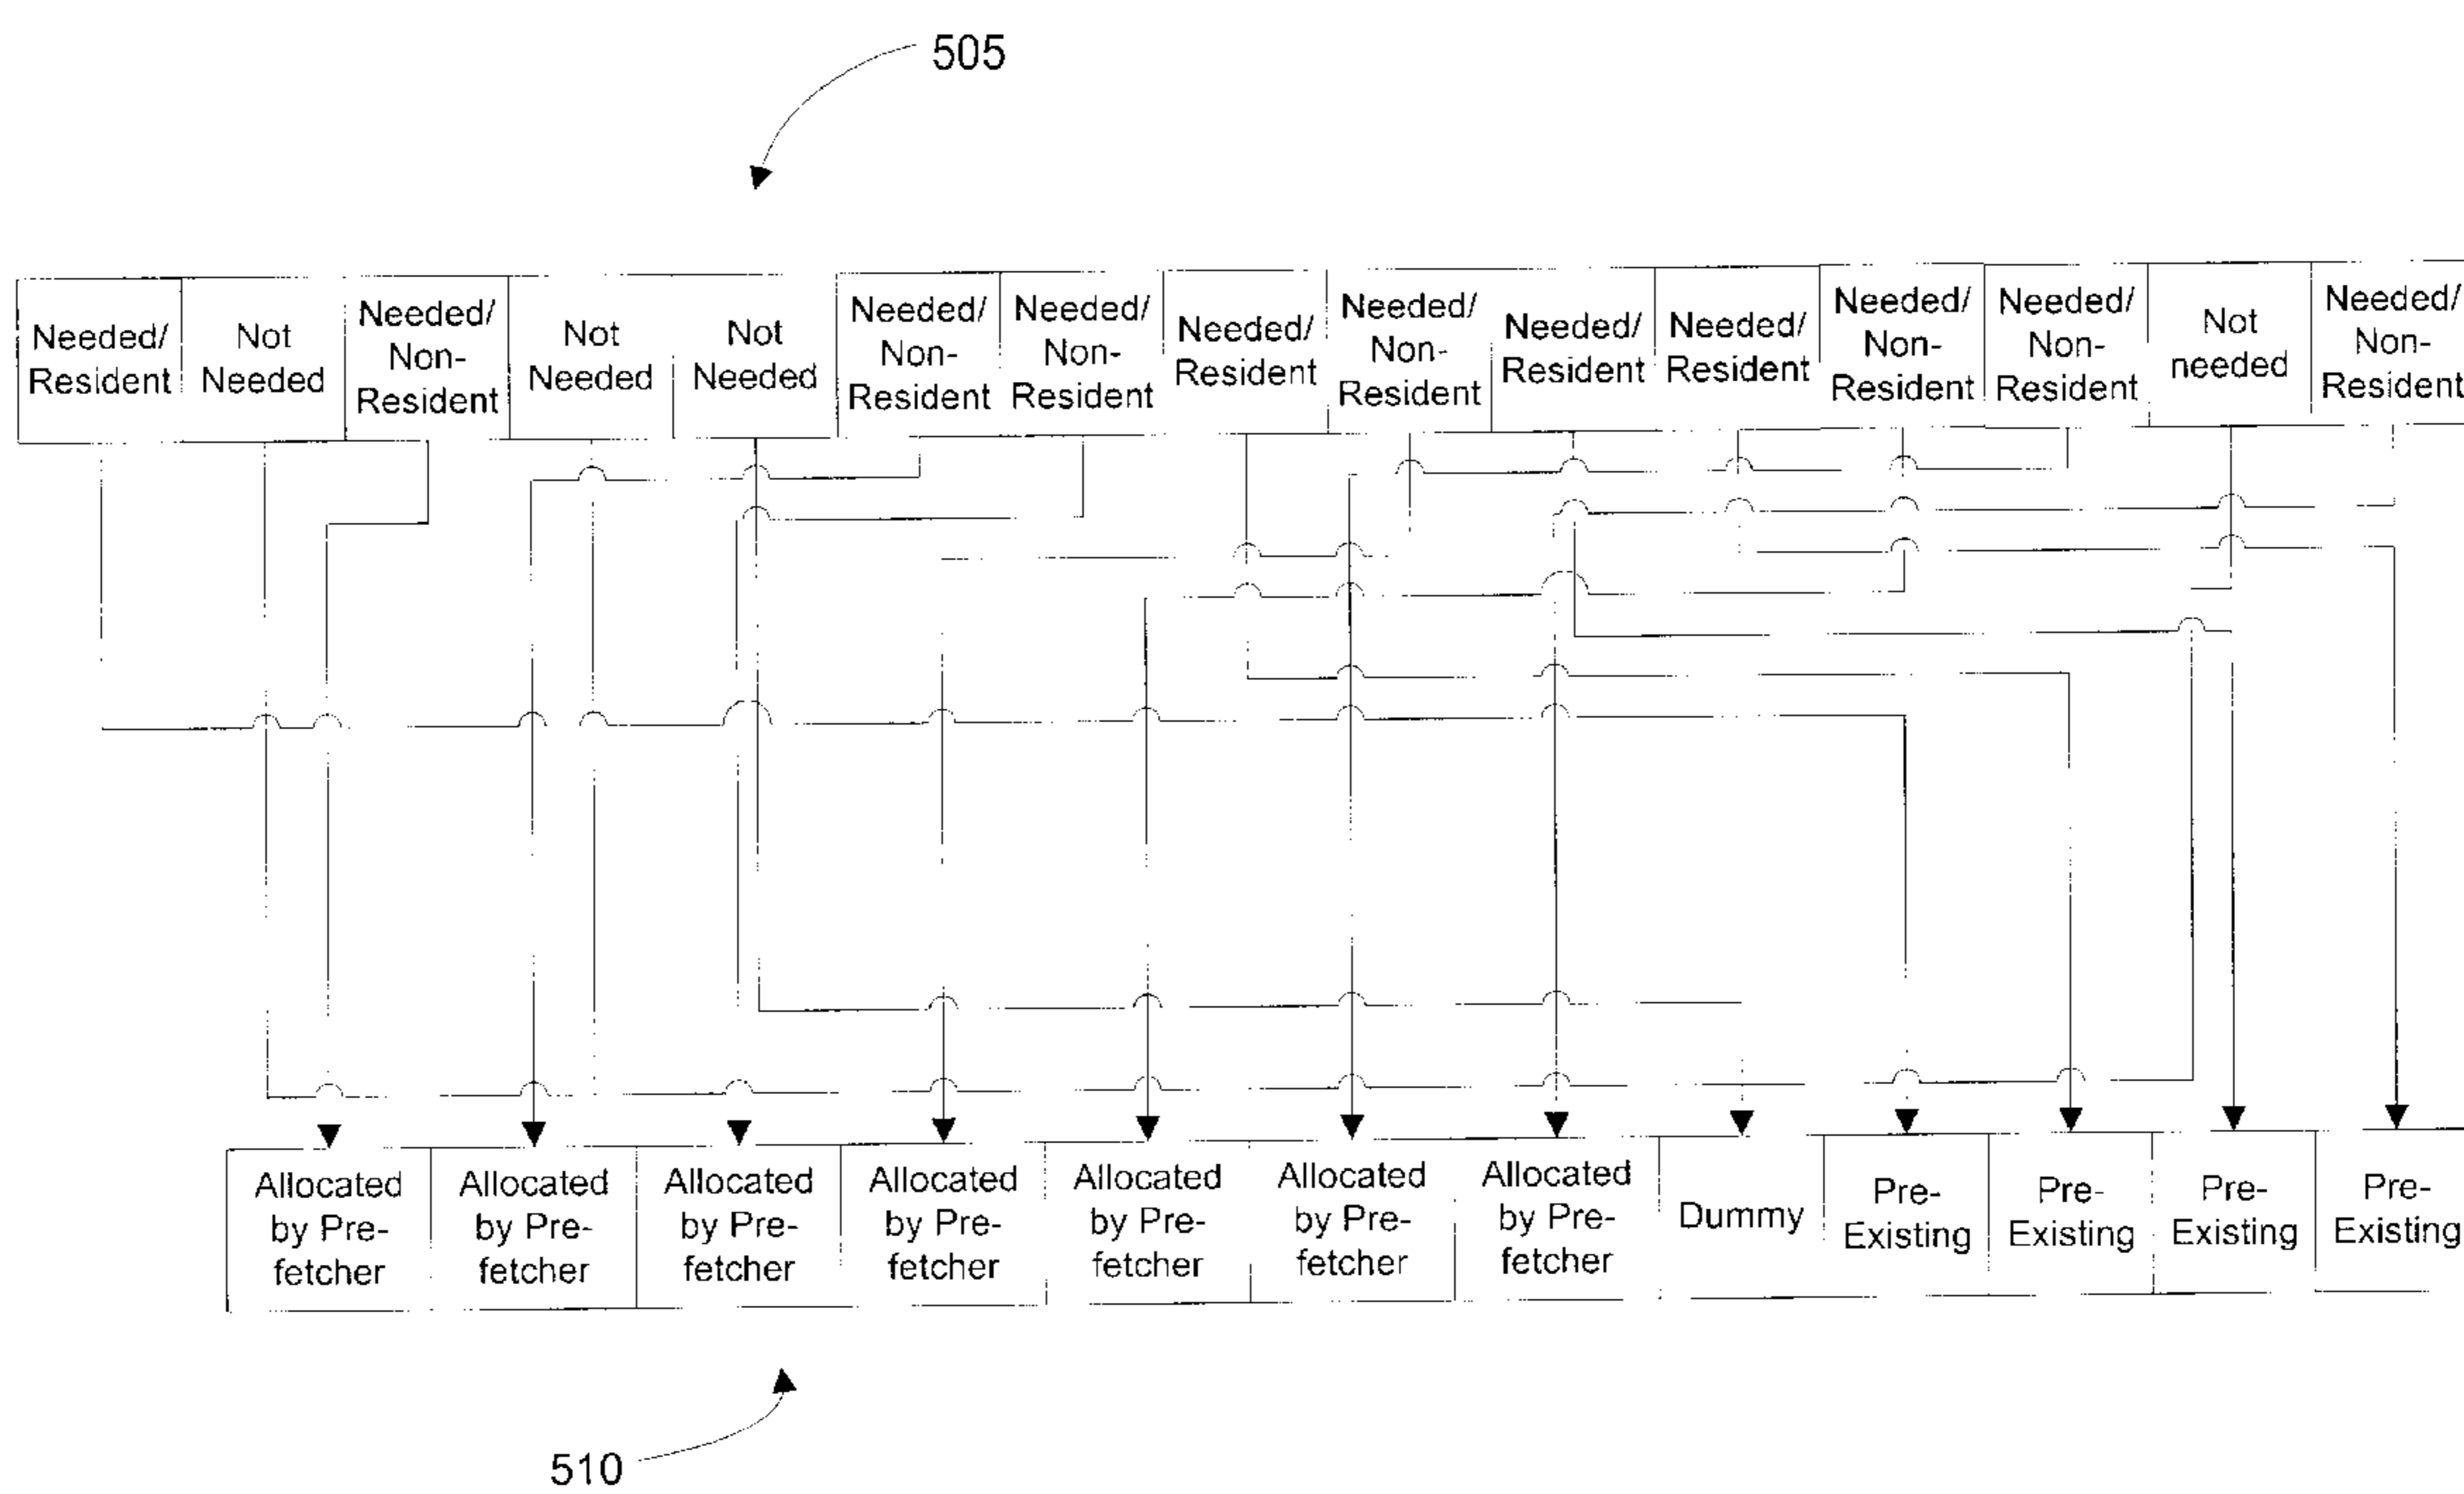 505
Needed/
Resident
Not
Needed
Needed/
Non-
Resident
Not
Needed
Not
Needed
Needed/
Non-
Resident
Needed/
Non-
Resident
Needed/
Resident
Needed/
Non-
Resident
Needed/
Resident
Needed/
Resident
Needed/
Non-
Resident
Needed/
Non-
Resident
Not
needed
Needed/
Non-
Resident
Allocated
by Pre-
fetcher
Allocated
by Pre-
fetcher
Allocated
by Pre-
fetcher
Allocated
by Pre-
fetcher
Allocated
by Pre-
fetcher
Allocated
by Pre-
fetcher
Allocated
by Pre-
fetcher
Dummy
Pre-
Existing
Pre-
Existing
Pre-
Existing
Pre-
Existing
510